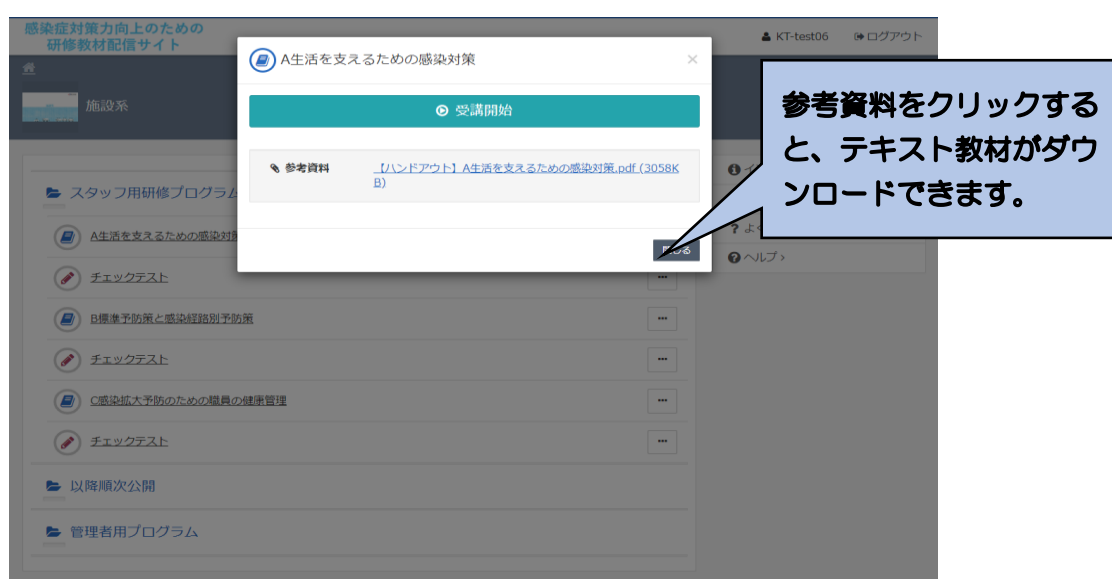 感染症対策力向上のための
研修教材配信サイト
KT-test06 ログアウト
施設系
A生活を支えるための感染対策
×
受講開始
参考資料
【ハンドアウト】A生活を支えるための感染対策.pdf (3058K
B)
閉じる
参考資料をクリックする
と、テキスト教材がダウ
ンロードできます。
スタッフ用研修プログラム
A生活を支えるための感染対策
チェックテスト
B標準予防策と感染経路別予防策
チェックテスト
C感染拡大予防のための職員の健康管理
チェックテスト
以降順次公開
管理者用プログラム
よく
ヘルプ ›